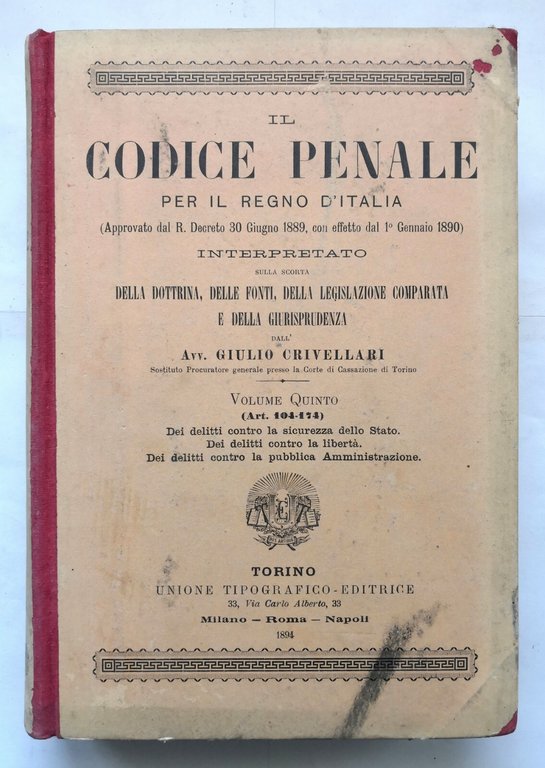 IL
CODICE PENALE
PER IL REGNO D'ITALIA
(Approvato dal R. Decreto 30 Giugno 1889, con effetto dal 1º Gennaio 1890)
INTERPRETATO
SULLA SCORTA
DELLA DOTTRINA, DELLE FONTI, DELLA LEGISLAZIONE COMPARATA
E DELLA GIURISPRUDENZA
DALL'
AVV. GIULIO CRIVELLARI
Sostituto Procuratore generale presso la Corte di Cassazione di Torino
VOLUME QUINTO
(Art. 104-174)
Dei delitti contro la sicurezza dello Stato.
Dei delitti contro la libertà.
Dei delitti contro la pubblica Amministrazione.
TORINO
UNIONE TIPOGRAFICO-EDITRICE
33, Via Carlo Alberto, 33
Milano — Roma — Napoli
1894